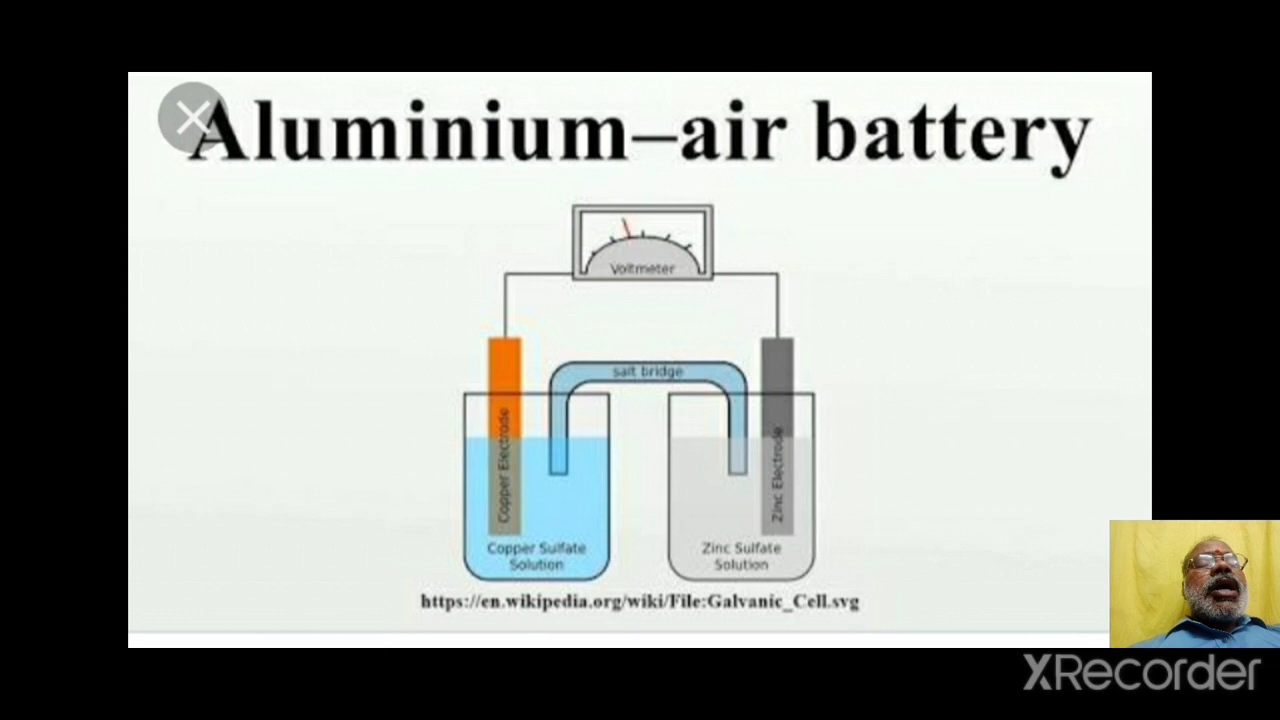 Aluminium–air battery
Voltmeter
salt bridge
Copper Electrode
Zinc Electrode
Copper Sulfate
Solution
Zinc Sulfate
Solution
https://en.wikipedia.org/wiki/File:Galvanic_Cell.svg
XRecorder